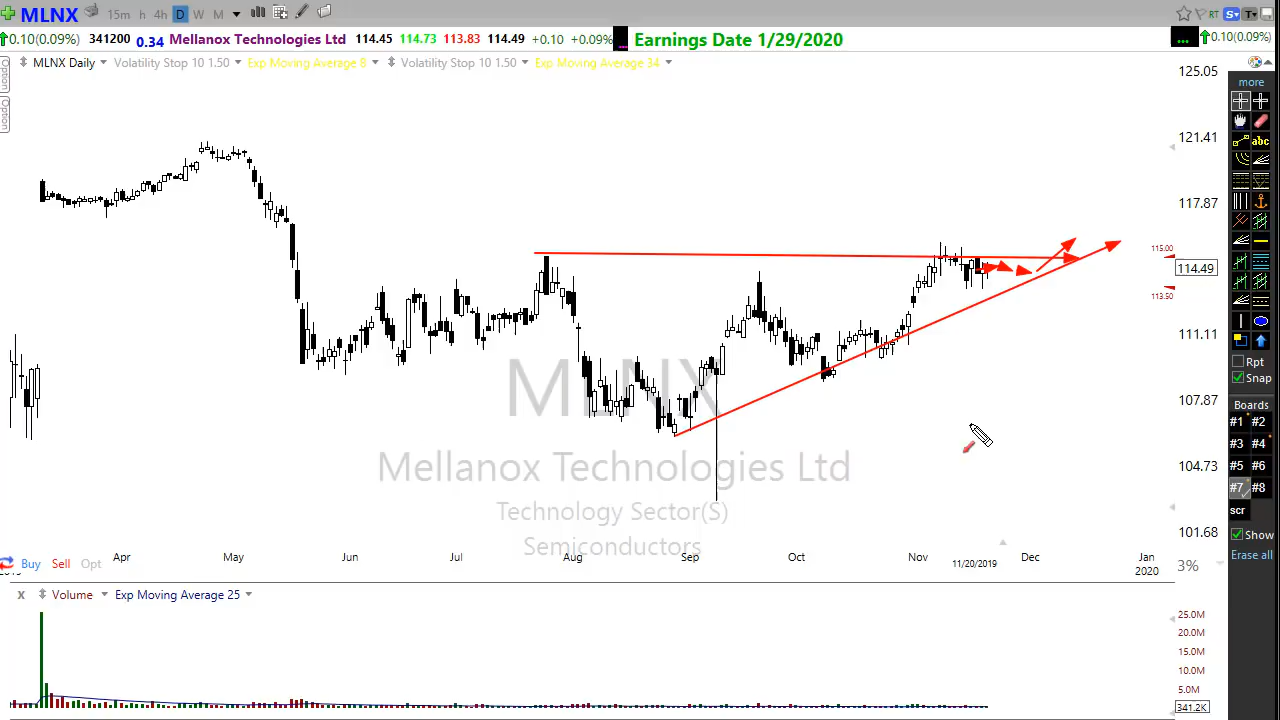 MLNX 15m h 4h D W M RT S T
0.10(0.09%) 341200 0.34 Mellanox Technologies Ltd 114.45 114.73 113.83 114.49 +0.10 +0.09% ... Earnings Date 1/29/2020 ... 0.10(0.09%)
MLNX Daily Volatility Stop 10 1.50 Exp Moving Average 8 Volatility Stop 10 1.50 Exp Moving Average 34
Option
Option
125.05
121.41
117.87
115.00
114.49
113.50
111.11
107.87
104.73
101.68
MLNX
Mellanox Technologies Ltd
Technology Sector(S)
Semiconductors
Apr May Jun Jul Aug Sep Oct Nov Dec Jan
11/20/2019
2020
Buy Sell Opt
3%
X Volume Exp Moving Average 25
25.0M
20.0M
15.0M
10.0M
5.0M
341.2K
more
abc
Rpt
Snap
Boards
#1 #2
#3 #4
#5 #6
#7 #8
scr
Show
Erase all